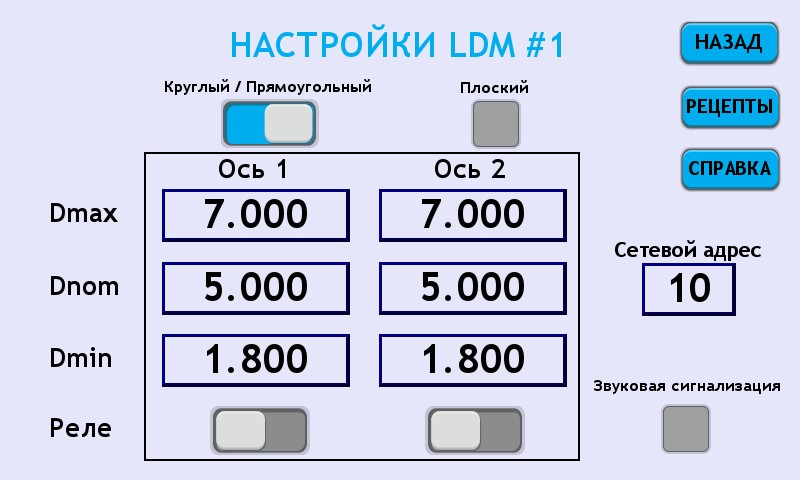 НАСТРОЙКИ LDM #1
НАЗАД
Круглый / Прямоугольный
Плоский
РЕЦЕПТЫ
СПРАВКА
Ось 1 Ось 2
Dmax 7.000 7.000
Сетевой адрес
Dnom 5.000 5.000 10
Dmin 1.800 1.800
Звуковая сигнализация
Реле